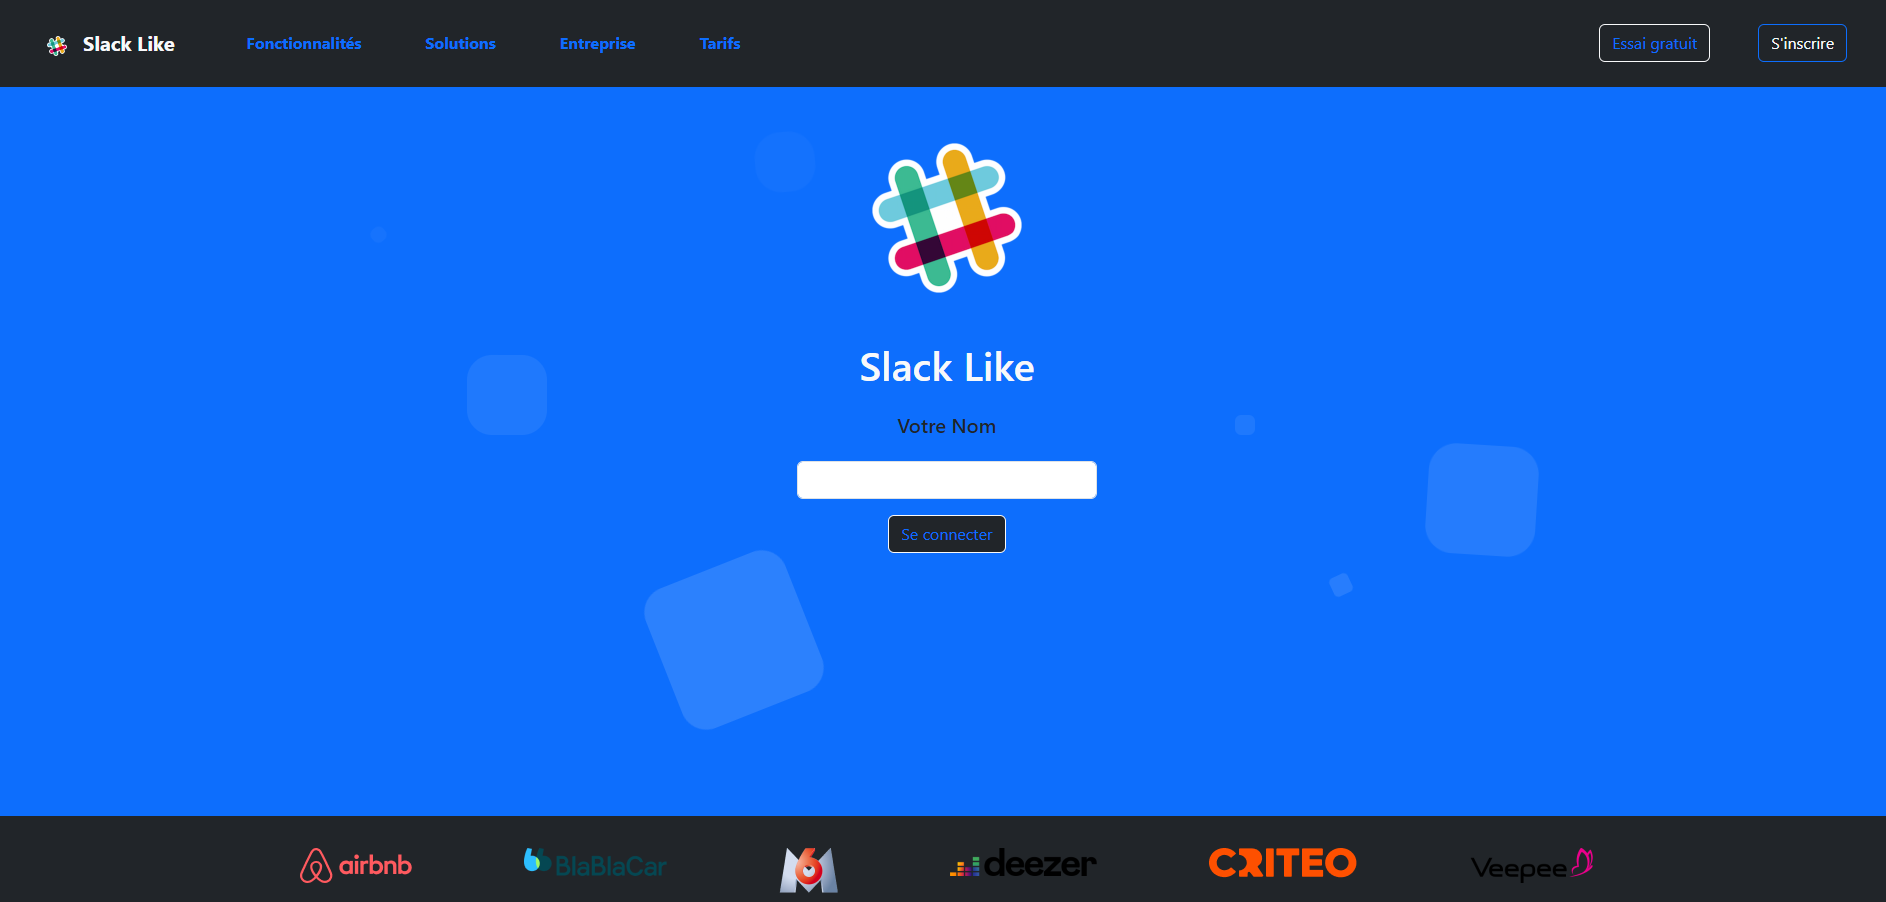 Slack Like
Fonctionnalités
Solutions
Entreprise
Tarifs
Essai gratuit
S'inscrire
Slack Like
Votre Nom
Se connecter
airbnb
BlaBlaCar
M6
deezer
CRITEO
Veepee